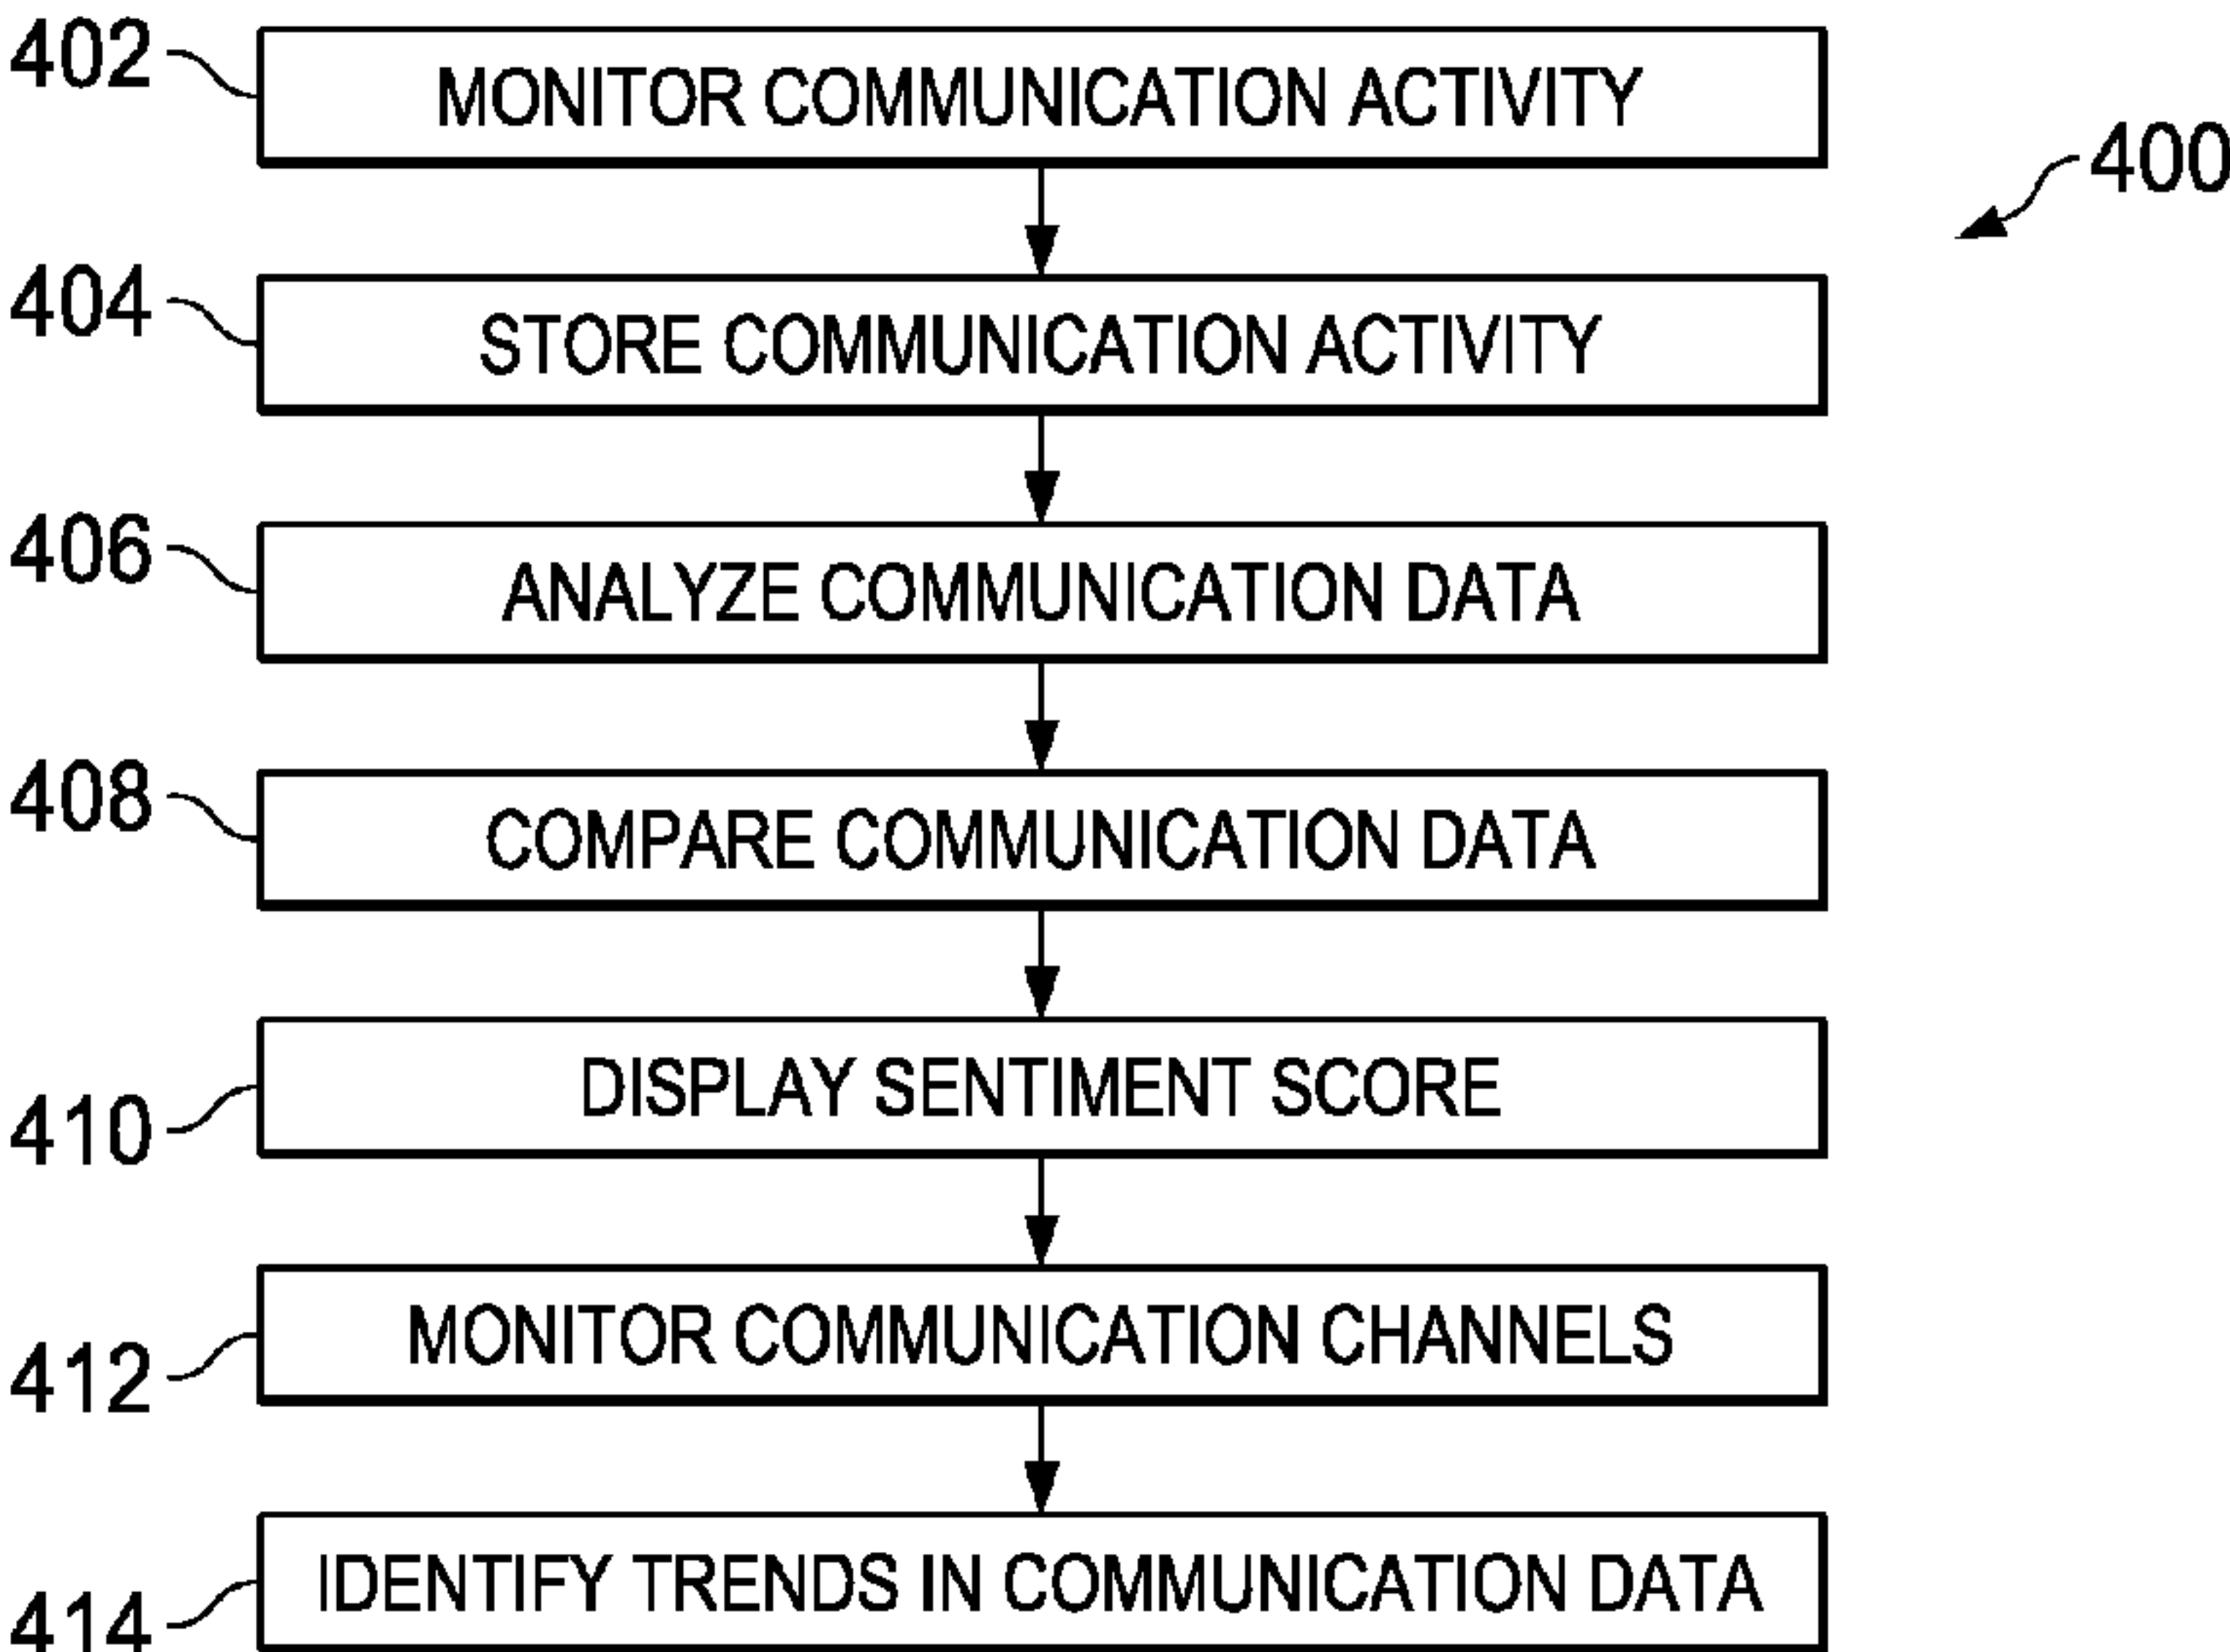 402
MONITOR COMMUNICATION ACTIVITY
400
404
STORE COMMUNICATION ACTIVITY
406
ANALYZE COMMUNICATION DATA
408
COMPARE COMMUNICATION DATA
410
DISPLAY SENTIMENT SCORE
412
MONITOR COMMUNICATION CHANNELS
414
IDENTIFY TRENDS IN COMMUNICATION DATA